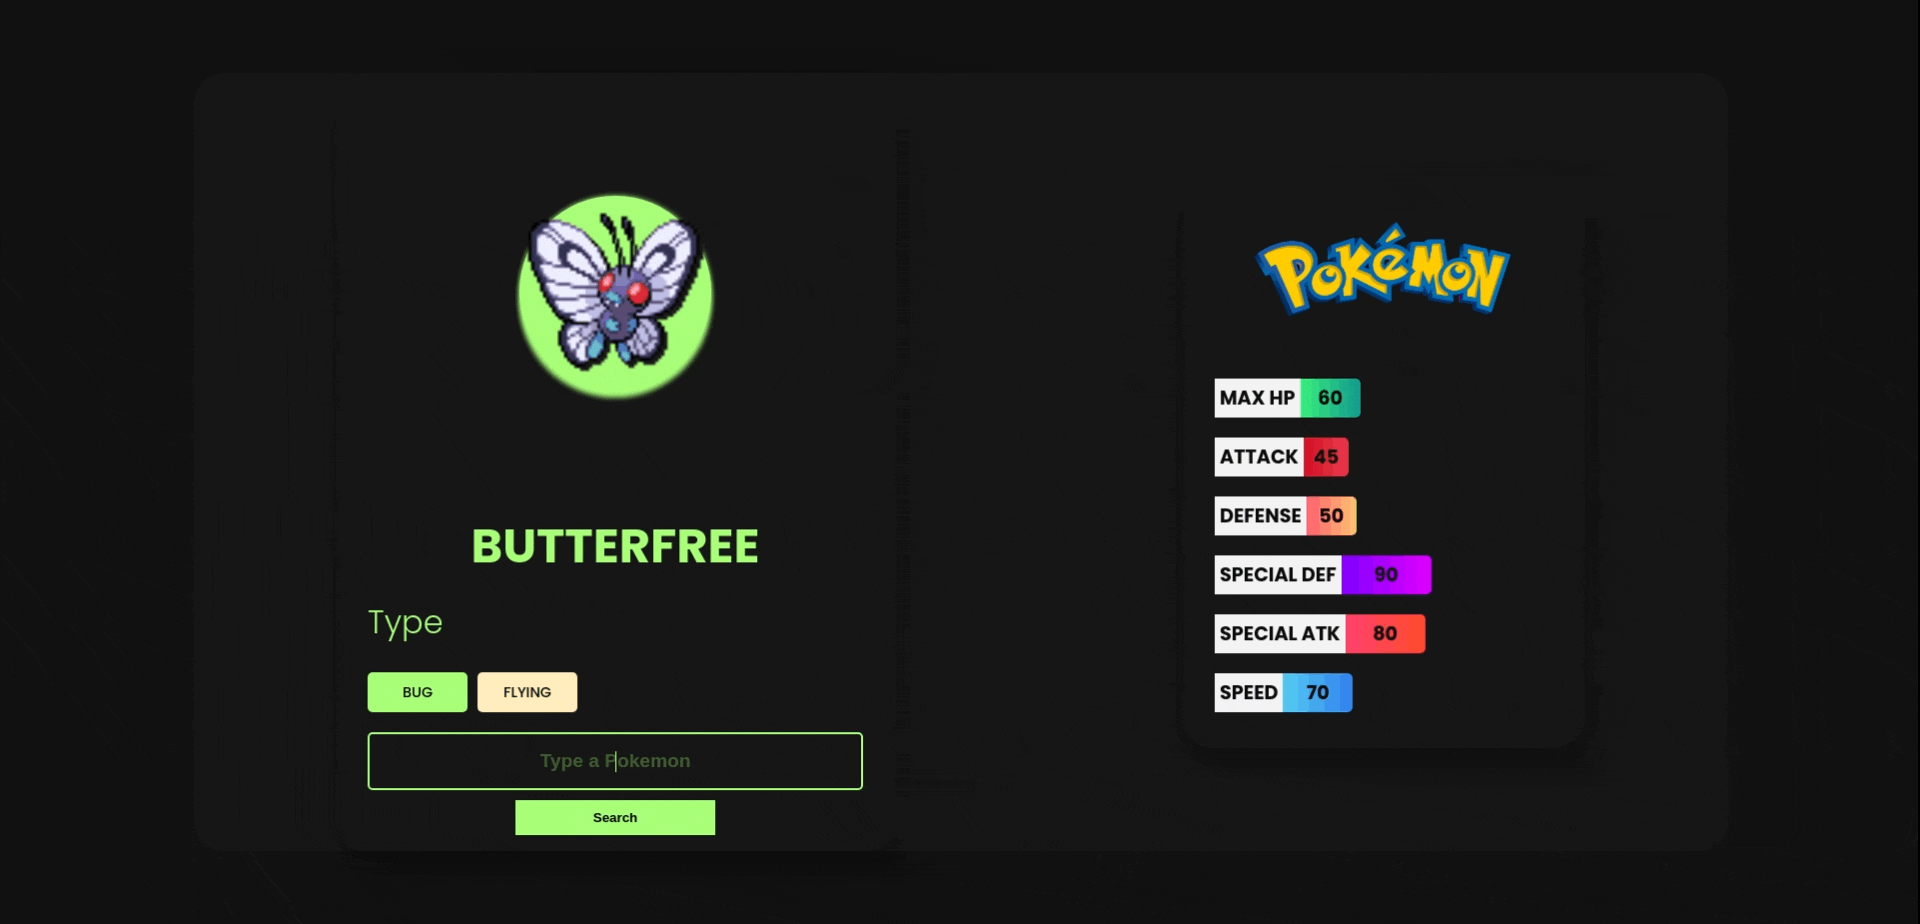 BUTTERFREE
Type
BUG
FLYING
Type a Pokemon
Search
POKéMON
MAX HP 60
ATTACK 45
DEFENSE 50
SPECIAL DEF 90
SPECIAL ATK 80
SPEED 70